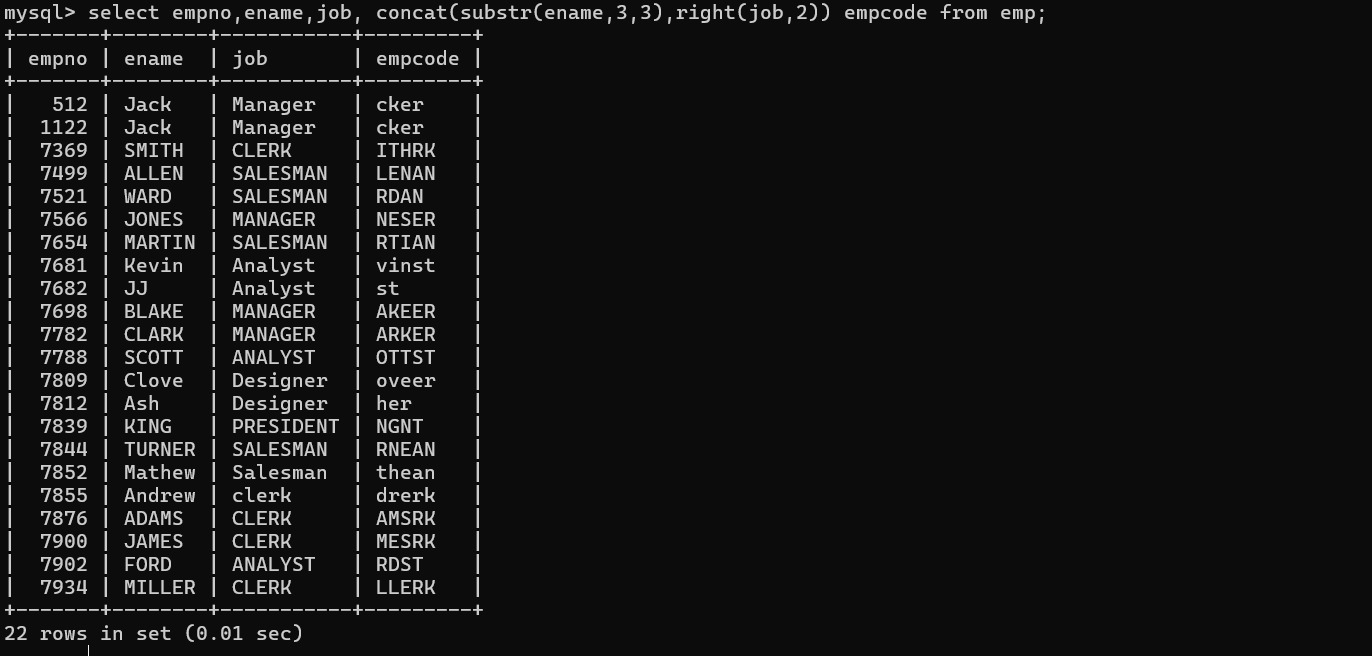 mysql> select empno,ename,job, concat(substr(ename,3,3),right(job,2)) empcode from emp;
+-------+--------+-----------+---------+
| empno | ename  | job       | empcode |
+-------+--------+-----------+---------+
|   512 | Jack   | Manager   | cker    |
|  1122 | Jack   | Manager   | cker    |
|  7369 | SMITH  | CLERK     | ITHRK   |
|  7499 | ALLEN  | SALESMAN  | LENAN   |
|  7521 | WARD   | SALESMAN  | RDAN    |
|  7566 | JONES  | MANAGER   | NESER   |
|  7654 | MARTIN | SALESMAN  | RTIAN   |
|  7681 | Kevin  | Analyst   | vinst   |
|  7682 | JJ     | Analyst   | st      |
|  7698 | BLAKE  | MANAGER   | AKEER   |
|  7782 | CLARK  | MANAGER   | ARKER   |
|  7788 | SCOTT  | ANALYST   | OTTST   |
|  7809 | Clove  | Designer  | oveer   |
|  7812 | Ash    | Designer  | her     |
|  7839 | KING   | PRESIDENT | NGNT    |
|  7844 | TURNER | SALESMAN  | RNEAN   |
|  7852 | Mathew | Salesman  | thean   |
|  7855 | Andrew | clerk     | drerk   |
|  7876 | ADAMS  | CLERK     | AMSRK   |
|  7900 | JAMES  | CLERK     | MESRK   |
|  7902 | FORD   | ANALYST   | RDST    |
|  7934 | MILLER | CLERK     | LLERK   |
+-------+--------+-----------+---------+
22 rows in set (0.01 sec)